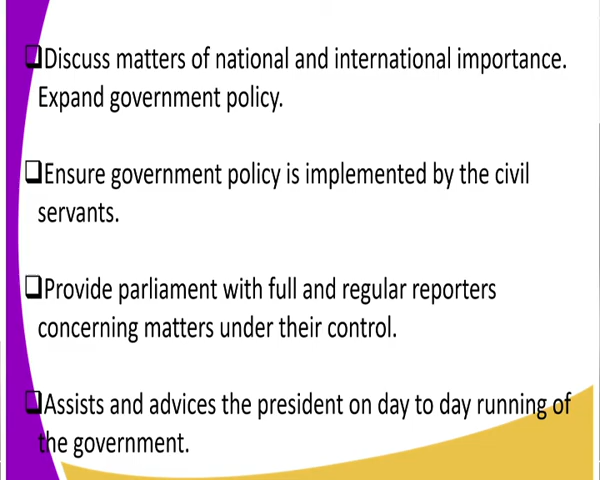 ❑Discuss matters of national and international importance.
Expand government policy.
❑Ensure government policy is implemented by the civil
servants.
❑Provide parliament with full and regular reporters
concerning matters under their control.
❑Assists and advices the president on day to day running of
the government.